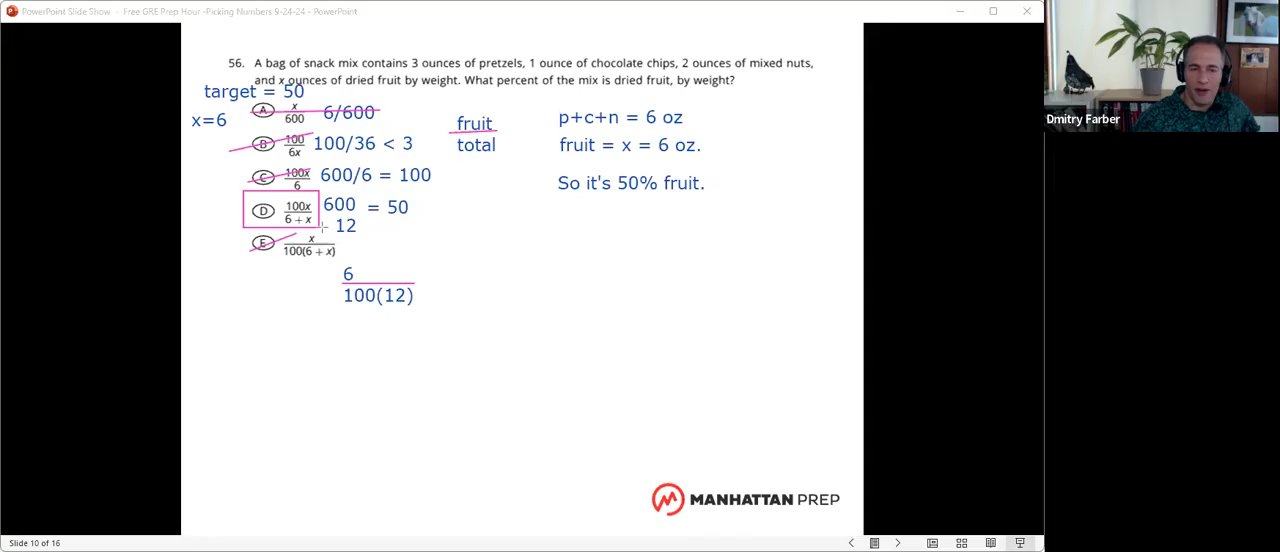 PowerPoint Slide Show - Free GRE Prep Hour -Picking Numbers 9-24-24 - PowerPoint
56. A bag of snack mix contains 3 ounces of pretzels, 1 ounce of chocolate chips, 2 ounces of mixed nuts,
and x ounces of dried fruit by weight. What percent of the mix is dried fruit, by weight?
target = 50
x=6
A x/600 6/600
B 100/6x 100/36 < 3
C 100x/6 600/6 = 100
D 100x/6 + x 600 = 50
12
E x/100(6 + x)
6
100(12)
fruit
total
p+c+n = 6 oz
fruit = x = 6 oz.
So it's 50% fruit.
MANHATTAN PREP
Slide 10 of 16
Dmitry Farber